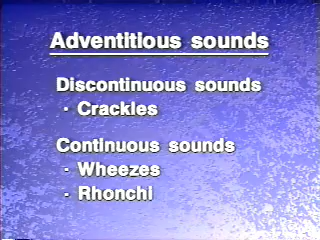 Adventitious sounds
Discontinuous sounds
· Crackles
Continuous sounds
· Wheezes
· Rhonchi